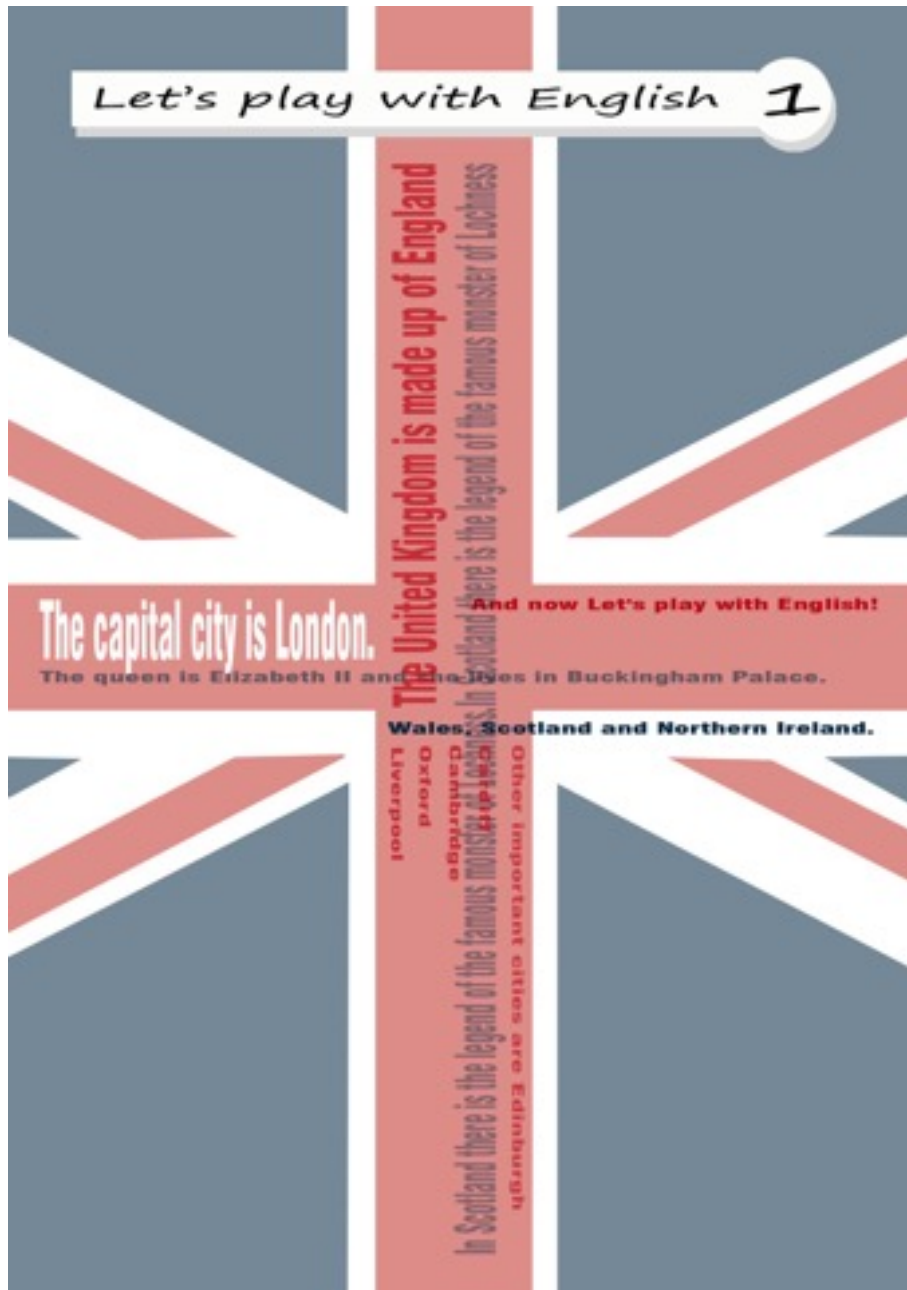 Let's play with English 1
The United Kingdom is made up of England
In Scotland there is the legend of the famous monster of Lochness.In Scotland there is the legend of the famous monster of Lochness
The capital city is London.
And now Let's play with English!
The queen is Elizabeth II and she lives in Buckingham Palace.
Wales, Scotland and Northern Ireland.
Other important cities are Edinburgh
Cardiff
Cambridge
Oxford
Liverpool